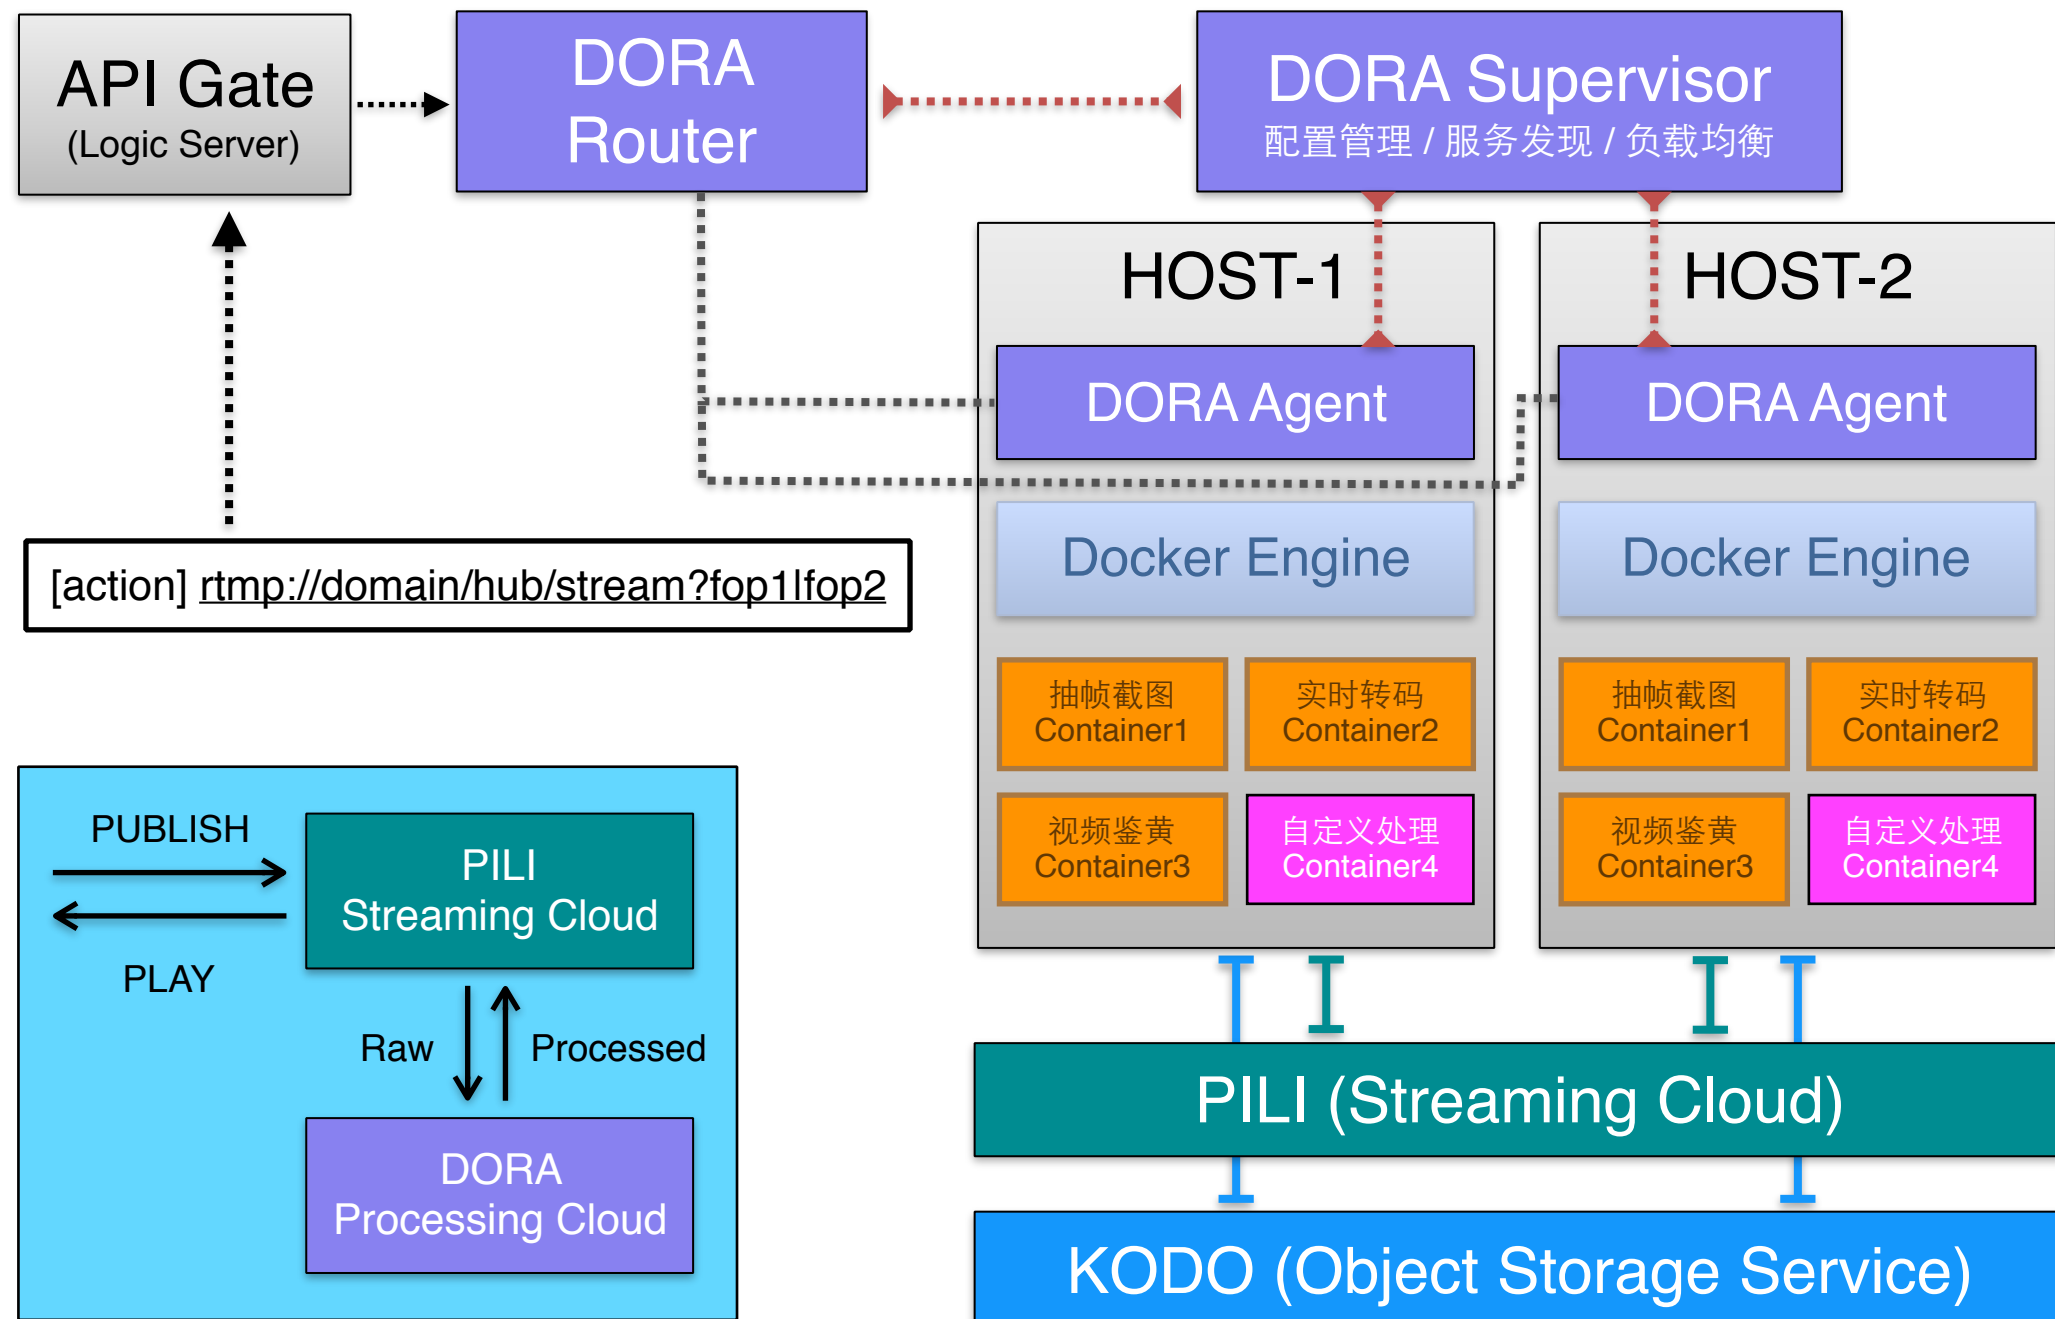 API Gate
(Logic Server)
DORA
Router
DORA Supervisor
配置管理 / 服务发现 / 负载均衡
[action] rtmp://domain/hub/stream?fop1|fop2
HOST-1
DORA Agent
Docker Engine
抽帧截图
Container1
实时转码
Container2
视频鉴黄
Container3
自定义处理
Container4
HOST-2
DORA Agent
Docker Engine
抽帧截图
Container1
实时转码
Container2
视频鉴黄
Container3
自定义处理
Container4
PUBLISH
PLAY
PILI
Streaming Cloud
Raw
Processed
DORA
Processing Cloud
PILI (Streaming Cloud)
KODO (Object Storage Service)